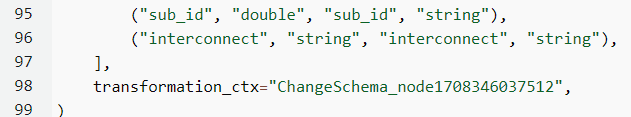 95 ("sub_id", "double", "sub_id", "string"),
96 ("interconnect", "string", "interconnect", "string"),
97 ],
98 transformation_ctx="ChangeSchema_node1708346037512",
99 )